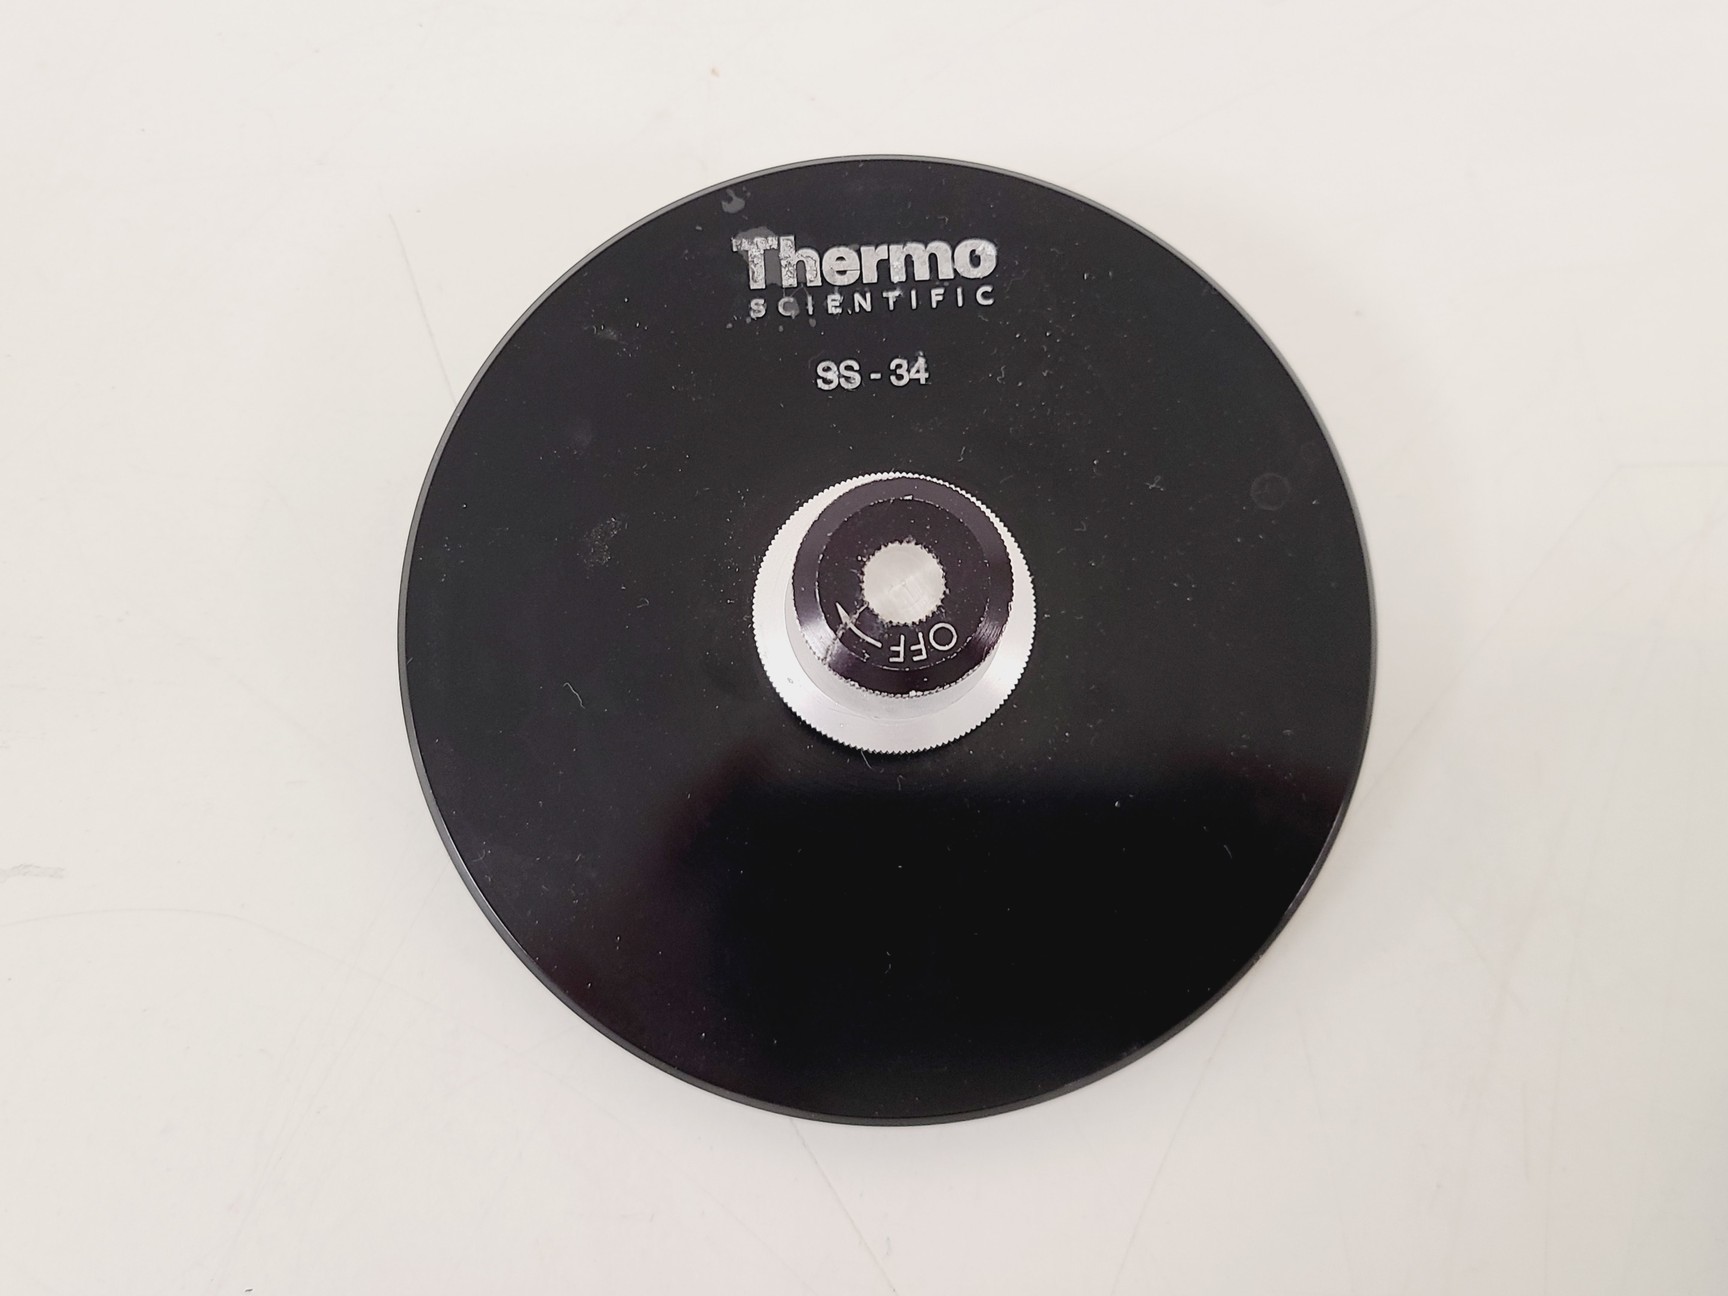 Thermo
SCIENTIFIC
SS - 34
OFF